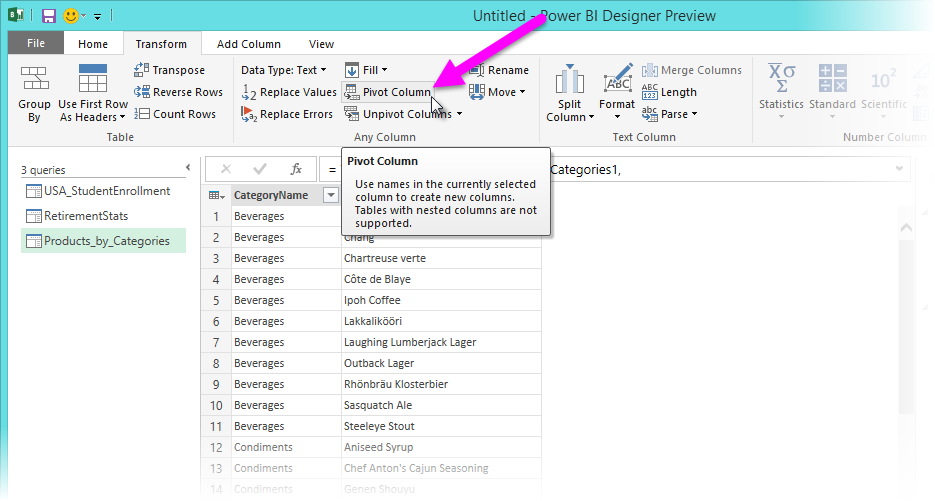 Untitled - Power BI Designer Preview
File Home Transform Add Column View
Group By
Use First Row As Headers
Transpose
Reverse Rows
Count Rows
Table
Data Type: Text
Replace Values
Replace Errors
Fill
Pivot Column
Unpivot Columns
Rename
Move
Any Column
Split Column
Format
ABC
Merge Columns
Length
Parse
Text Column
Statistics
Standard
10² Scientific
Number Column
3 queries
USA_StudentEnrollment
RetirementStats
Products_by_Categories
fx = Categories1,
Pivot Column
Use names in the currently selected
column to create new columns.
Tables with nested columns are not
supported.
CategoryName
1 Beverages
2 Beverages Chang
3 Beverages Chartreuse verte
4 Beverages Côte de Blaye
5 Beverages Ipoh Coffee
6 Beverages Lakkalikööri
7 Beverages Laughing Lumberjack Lager
8 Beverages Outback Lager
9 Beverages Rhönbräu Klosterbier
10 Beverages Sasquatch Ale
11 Beverages Steeleye Stout
12 Condiments Aniseed Syrup
13 Condiments Chef Anton's Cajun Seasoning
14 Condiments Genen Shouyu